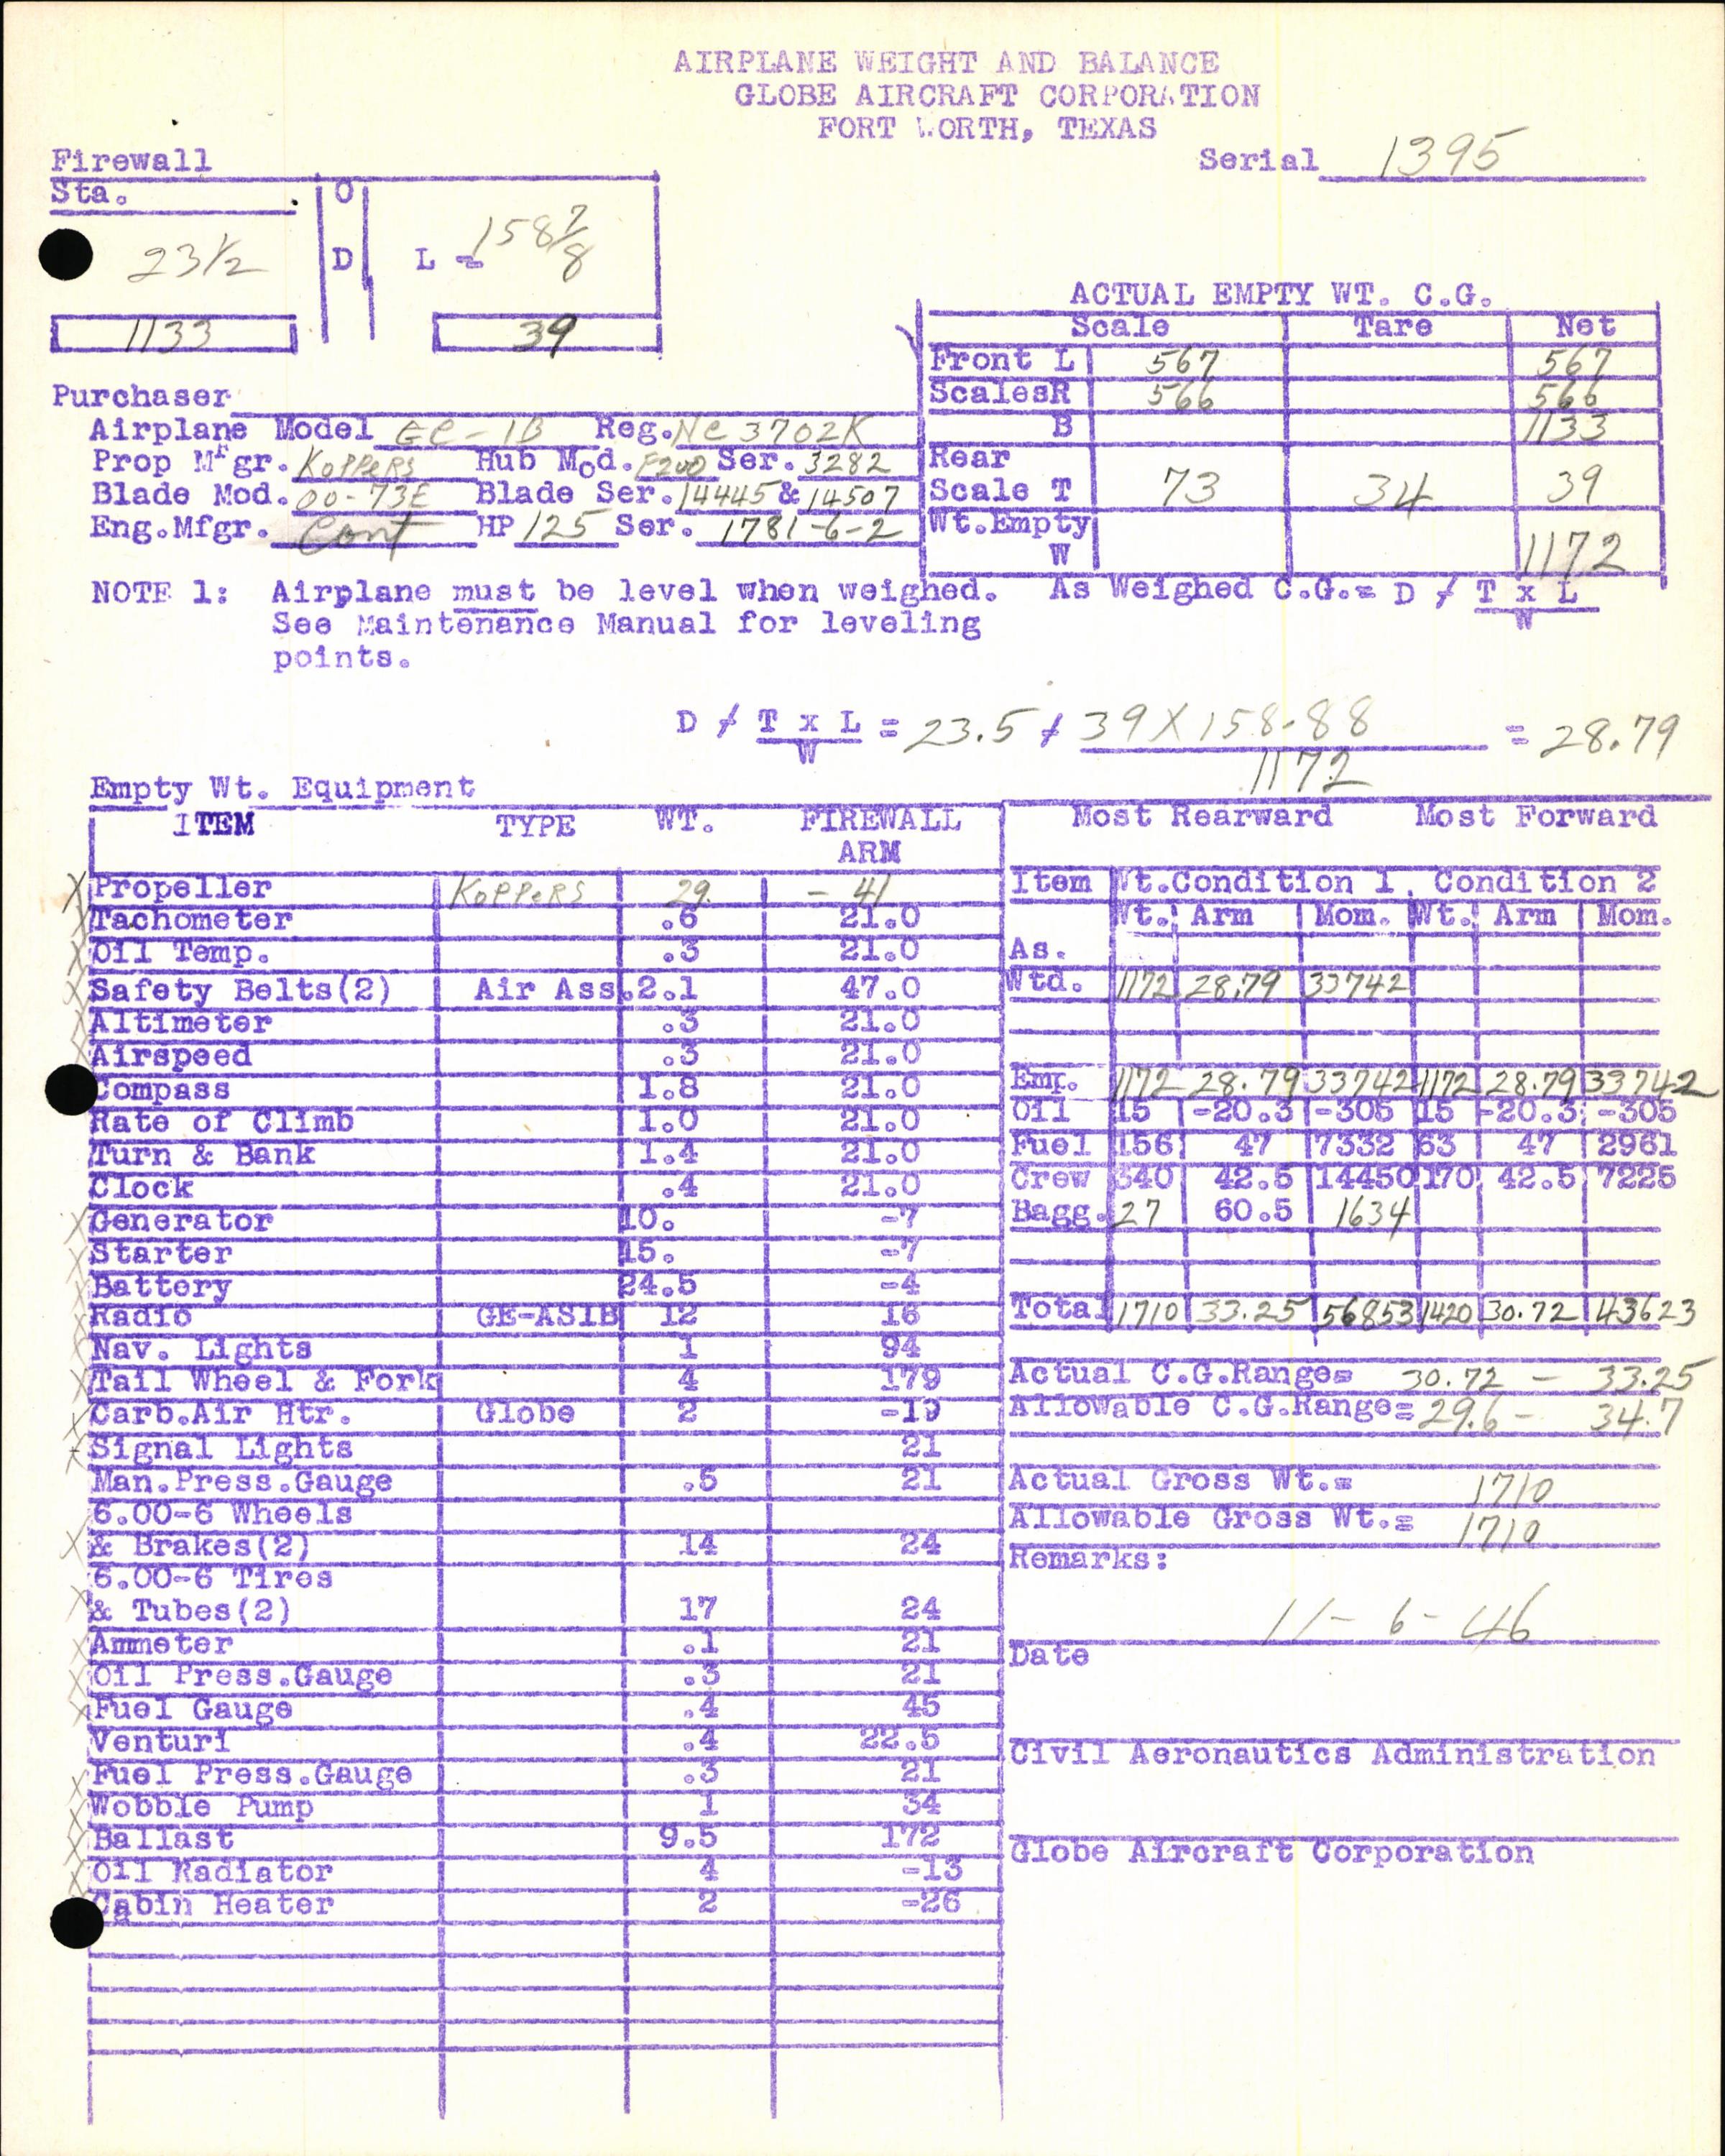 AIRPLANE WEIGHT AND BALANCE
GLOBE AIRCRAFT CORPORATION
FORT WORTH, TEXAS
Serial 1395
Firewall
Sta. O
23 1/2 D L = 158 7/8
1133 39
ACTUAL EMPTY WT. C.G.
Scale Tare Net
Front L 567 567
Scales R 566 566
B 1133
Rear
Scale T 73 34 39
Wt. Empty
W 1172
Purchaser
Airplane Model GC-1B Reg. NC 3702K
Prop Mfgr. KOPPERS Hub Mod. F200 Ser. 3282
Blade Mod. 00-73E Blade Ser. 14445 & 14507
Eng.Mfgr. Cont HP 125 Ser. 1781-6-2
NOTE 1: Airplane must be level when weighed. As Weighed C.G.= D / T x L
W
See Maintenance Manual for leveling
points.
D / T x L = 23.5 / 39 X 158.88 = 28.79
W 1172
Empty Wt. Equipment
ITEM TYPE WT. FIREWALL
ARM
X Propeller KOPPERS 29. - 41
X Tachometer .6 21.0
X Oil Temp. .3 21.0
X Safety Belts(2) Air Ass. 2.1 47.0
X Altimeter .3 21.0
X Airspeed .3 21.0
Compass 1.8 21.0
Rate of Climb 1.0 21.0
Turn & Bank 1.4 21.0
Clock .4 21.0
X Generator 10. -7
X Starter 15. -7
X Battery 24.5 -4
X Radio GE-AS1B 12 16
X Nav. Lights 1 94
X Tail Wheel & Fork 4 179
X Carb.Air Htr. Globe 2 -19
X Signal Lights 21
Man.Press.Gauge .5 21
6.00-6 Wheels
X & Brakes(2) 14 24
6.00-6 Tires
X & Tubes(2) 17 24
X Ammeter .1 21
X Oil Press.Gauge .3 21
X Fuel Gauge .4 45
Venturi .4 22.5
X Fuel Press.Gauge .3 21
X Wobble Pump 1 34
X Ballast 9.5 172
X Oil Radiator 4 -13
Cabin Heater 2 -26
Most Rearward Most Forward
Item Wt.Condition 1 Condition 2
Wt. Arm Mom. Wt. Arm Mom.
As.
Wtd. 1172 28.79 33742
Emp. 1172 28.79 33742 1172 28.79 33742
Oil 15 -20.3 -305 15 -20.3 -305
Fuel 156 47 7332 63 47 2961
Crew 340 42.5 14450 170 42.5 7225
Bagg. 27 60.5 1634
Total 1710 33.25 56853 1420 30.72 43623
Actual C.G.Range= 30.72 - 33.25
Allowable C.G.Range= 29.6 - 34.7
Actual Gross Wt.= 1710
Allowable Gross Wt.= 1710
Remarks:
11-6-46
Date
Civil Aeronautics Administration
Globe Aircraft Corporation